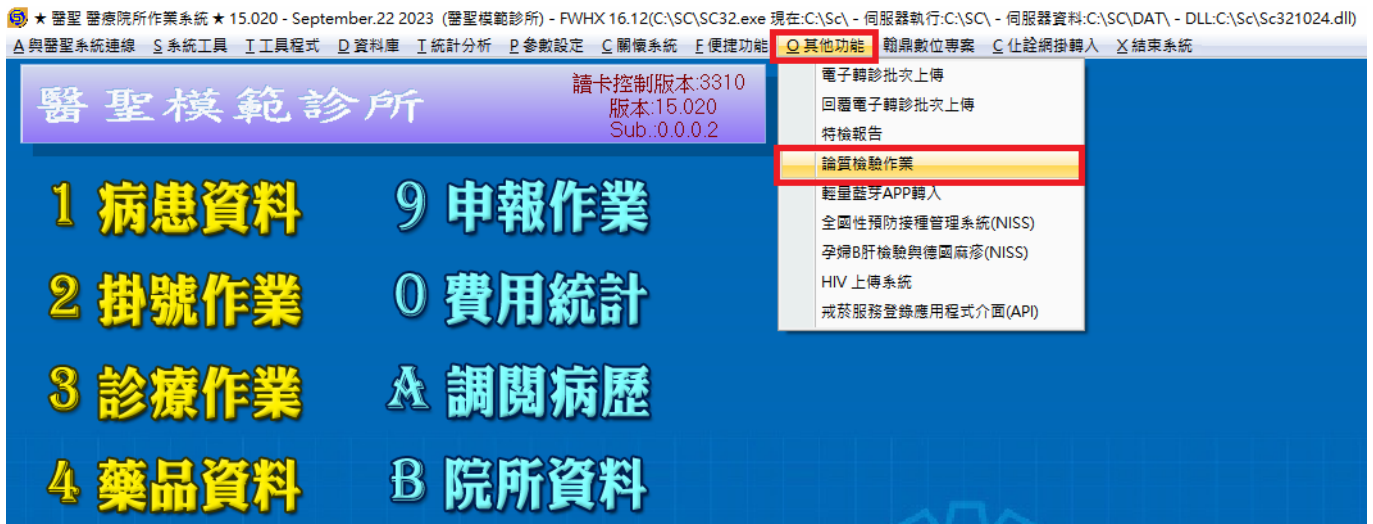 ★ 醫聖 醫療院所作業系統 ★ 15.020 - September.22 2023 (醫聖模範診所) - FWHX 16.12(C:\SC\SC32.exe 現在:C:\Sc\ - 伺服器執行:C:\SC\ - 伺服器資料:C:\SC\DAT\ - DLL:C:\Sc\Sc321024.dll)
A 與醫聖系統連線 S 系統工具 T 工具程式 D 資料庫 T 統計分析 P 參數設定 C 關懷系統 F 便捷功能 O 其他功能 翰鼎數位專案 C 仩詮網掛轉入 X 結束系統
醫聖模範診所
讀卡控制版本:3310
版本:15.020
Sub.:0.0.0.2
電子轉診批次上傳
回覆電子轉診批次上傳
特檢報告
論質檢驗作業
輕量藍芽APP轉入
全國性預防接種管理系統(NISS)
孕婦B肝檢驗與德國麻疹(NISS)
HIV 上傳系統
戒菸服務登錄應用程式介面(API)
1 病患資料
9 申報作業
2 掛號作業
0 費用統計
3 診療作業
A 調閱病歷
4 藥品資料
B 院所資料